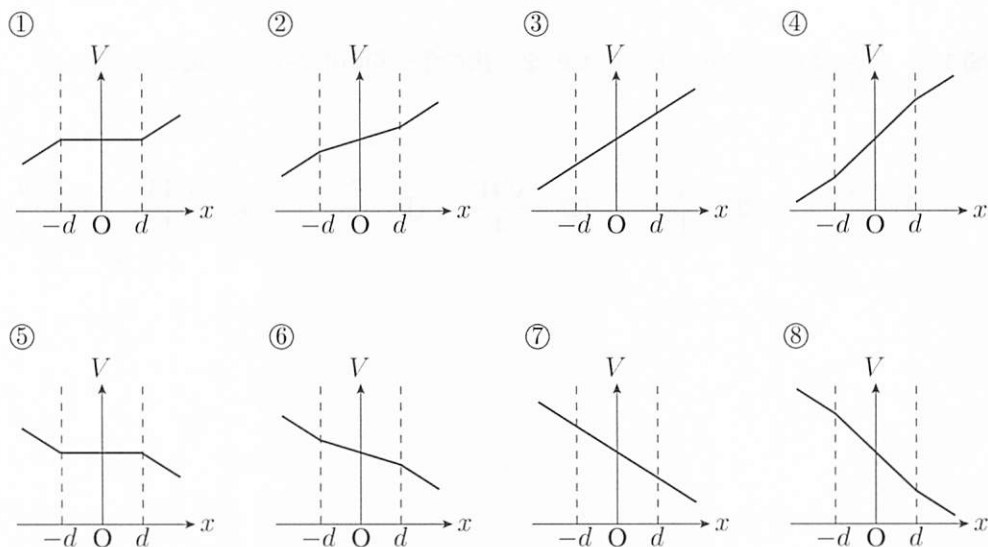 ① ② ③ ④
V V V V
−d O d x −d O d x −d O d x −d O d x
⑤ ⑥ ⑦ ⑧
V V V V
−d O d x −d O d x −d O d x −d O d x